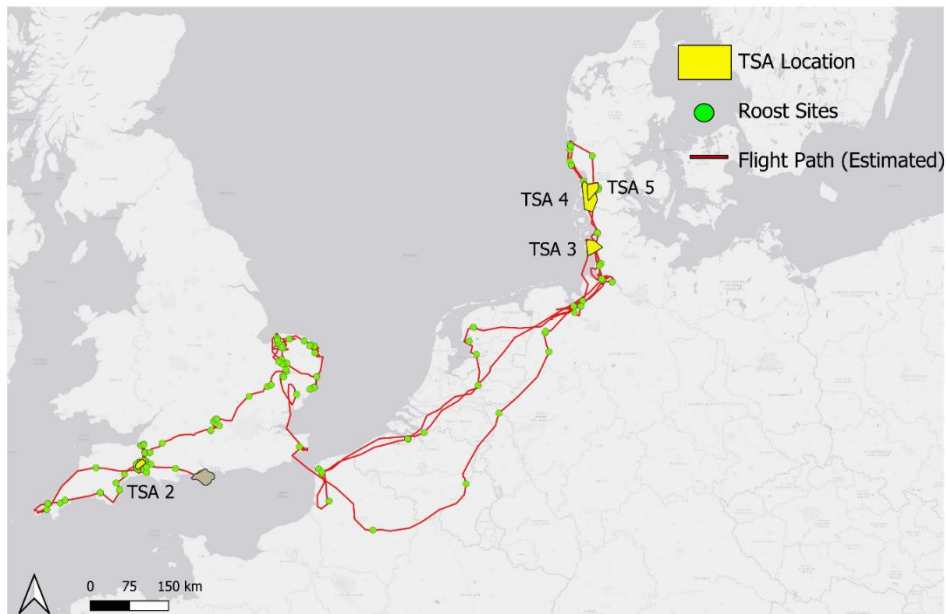 TSA Location
Roost Sites
Flight Path (Estimated)
TSA 5
TSA 4
TSA 3
TSA 2
0 75 150 km